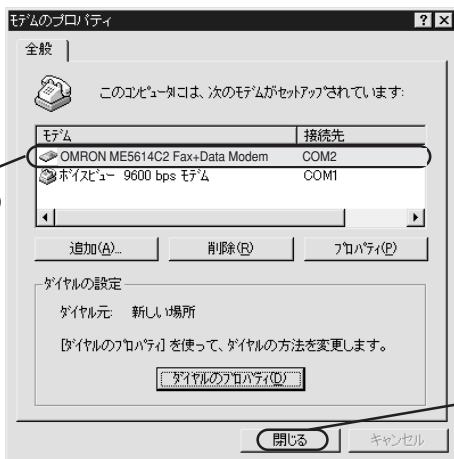 モデムのプロパティ
全般
このコンピュータには、次のモデムがセットアップされています:
モデム 接続先
OMRON ME5614C2 Fax+Data Modem COM2
ボイスビュー 9600 bps モデム COM1
追加(A)... 削除(R) プロパティ(P)
ダイヤルの設定
ダイヤル元: 新しい場所
[ダイヤルのプロパティ] を使って、ダイヤルの方法を変更します。
ダイヤルのプロパティ(D)
閉じる キャンセル